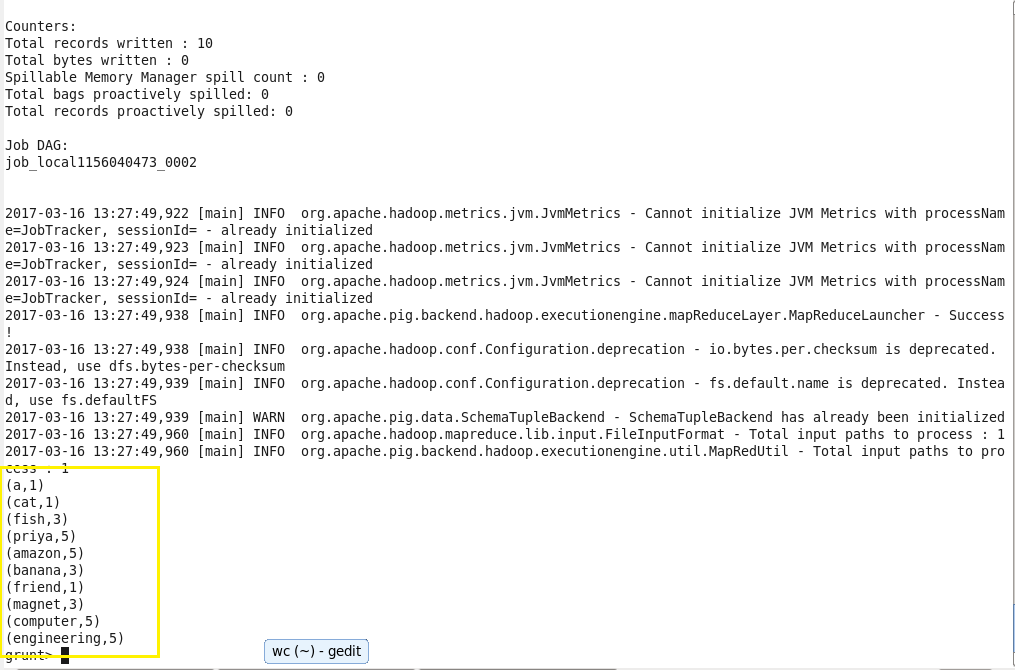 Counters:
Total records written : 10
Total bytes written : 0
Spillable Memory Manager spill count : 0
Total bags proactively spilled: 0
Total records proactively spilled: 0
Job DAG:
job_local1156040473_0002
2017-03-16 13:27:49,922 [main] INFO  org.apache.hadoop.metrics.jvm.JvmMetrics - Cannot initialize JVM Metrics with processNam
e=JobTracker, sessionId= - already initialized
2017-03-16 13:27:49,923 [main] INFO  org.apache.hadoop.metrics.jvm.JvmMetrics - Cannot initialize JVM Metrics with processNam
e=JobTracker, sessionId= - already initialized
2017-03-16 13:27:49,924 [main] INFO  org.apache.hadoop.metrics.jvm.JvmMetrics - Cannot initialize JVM Metrics with processNam
e=JobTracker, sessionId= - already initialized
2017-03-16 13:27:49,938 [main] INFO  org.apache.pig.backend.hadoop.executionengine.mapReduceLayer.MapReduceLauncher - Success
!
2017-03-16 13:27:49,938 [main] INFO  org.apache.hadoop.conf.Configuration.deprecation - io.bytes.per.checksum is deprecated.
Instead, use dfs.bytes-per-checksum
2017-03-16 13:27:49,939 [main] INFO  org.apache.hadoop.conf.Configuration.deprecation - fs.default.name is deprecated. Instea
d, use fs.defaultFS
2017-03-16 13:27:49,939 [main] WARN  org.apache.pig.data.SchemaTupleBackend - SchemaTupleBackend has already been initialized
2017-03-16 13:27:49,960 [main] INFO  org.apache.hadoop.mapreduce.lib.input.FileInputFormat - Total input paths to process : 1
2017-03-16 13:27:49,960 [main] INFO  org.apache.pig.backend.hadoop.executionengine.util.MapRedUtil - Total input paths to pro
cess : 1
(a,1)
(cat,1)
(fish,3)
(priya,5)
(amazon,5)
(banana,3)
(friend,1)
(magnet,3)
(computer,5)
(engineering,5)
grunt>
wc (~) - gedit